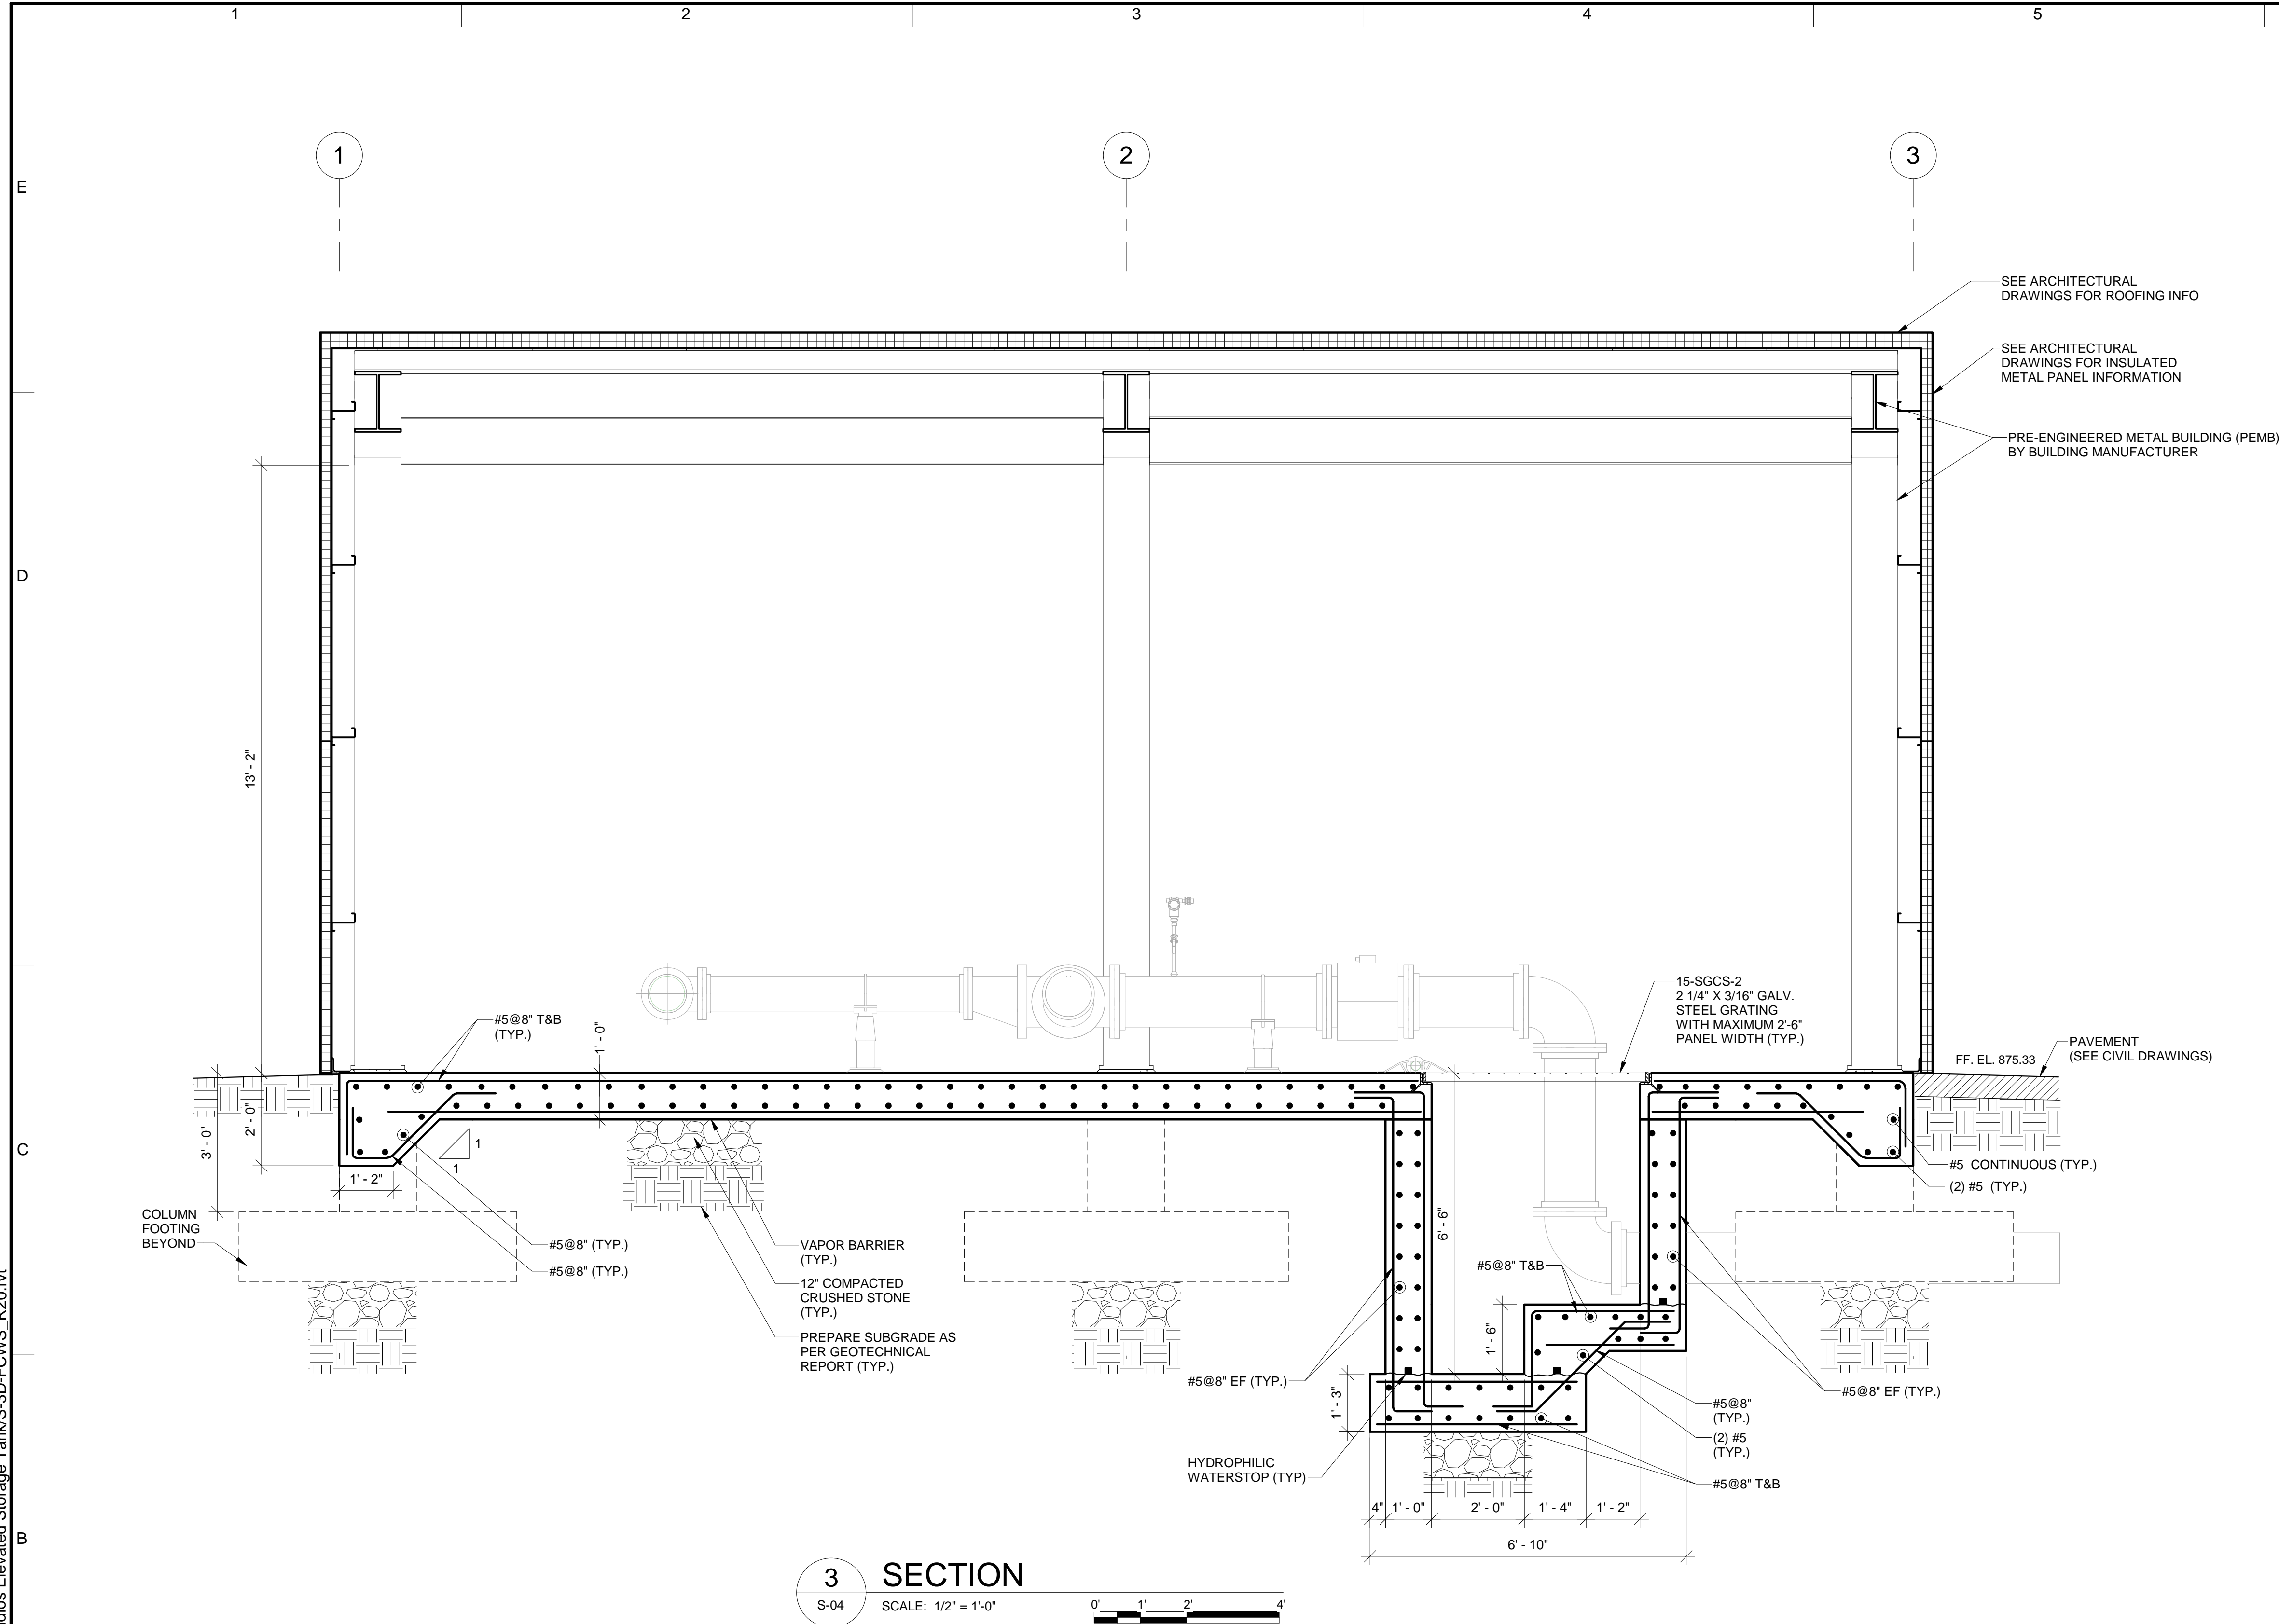 1
2
3
4
5
E
D
C
B
1
2
3
SEE ARCHITECTURAL
DRAWINGS FOR ROOFING INFO
SEE ARCHITECTURAL
DRAWINGS FOR INSULATED
METAL PANEL INFORMATION
PRE-ENGINEERED METAL BUILDING (PEMB)
BY BUILDING MANUFACTURER
13' - 2"
15-SGCS-2
2 1/4" X 3/16" GALV.
STEEL GRATING
WITH MAXIMUM 2'-6"
PANEL WIDTH (TYP.)
#5@8" T&B
(TYP.)
1' - 0"
PAVEMENT
(SEE CIVIL DRAWINGS)
FF. EL. 875.33
3' - 0"
2' - 0"
1
1
1' - 2"
#5 CONTINUOUS (TYP.)
(2) #5 (TYP.)
COLUMN
FOOTING
BEYOND
#5@8" (TYP.)
#5@8" (TYP.)
VAPOR BARRIER
(TYP.)
12" COMPACTED
CRUSHED STONE
(TYP.)
PREPARE SUBGRADE AS
PER GEOTECHNICAL
REPORT (TYP.)
6' - 6"
#5@8" T&B
1' - 6"
#5@8" EF (TYP.)
#5@8" EF (TYP.)
1' - 3"
#5@8"
(TYP.)
(2) #5
(TYP.)
HYDROPHILIC
WATERSTOP (TYP)
#5@8" T&B
4" 1' - 0" 2' - 0" 1' - 4" 1' - 2"
6' - 10"
3
S-04
SECTION
SCALE: 1/2" = 1'-0"
0' 1' 2' 4'
Elevated Storage Tank/S-SD-FCWS_R20.rvt